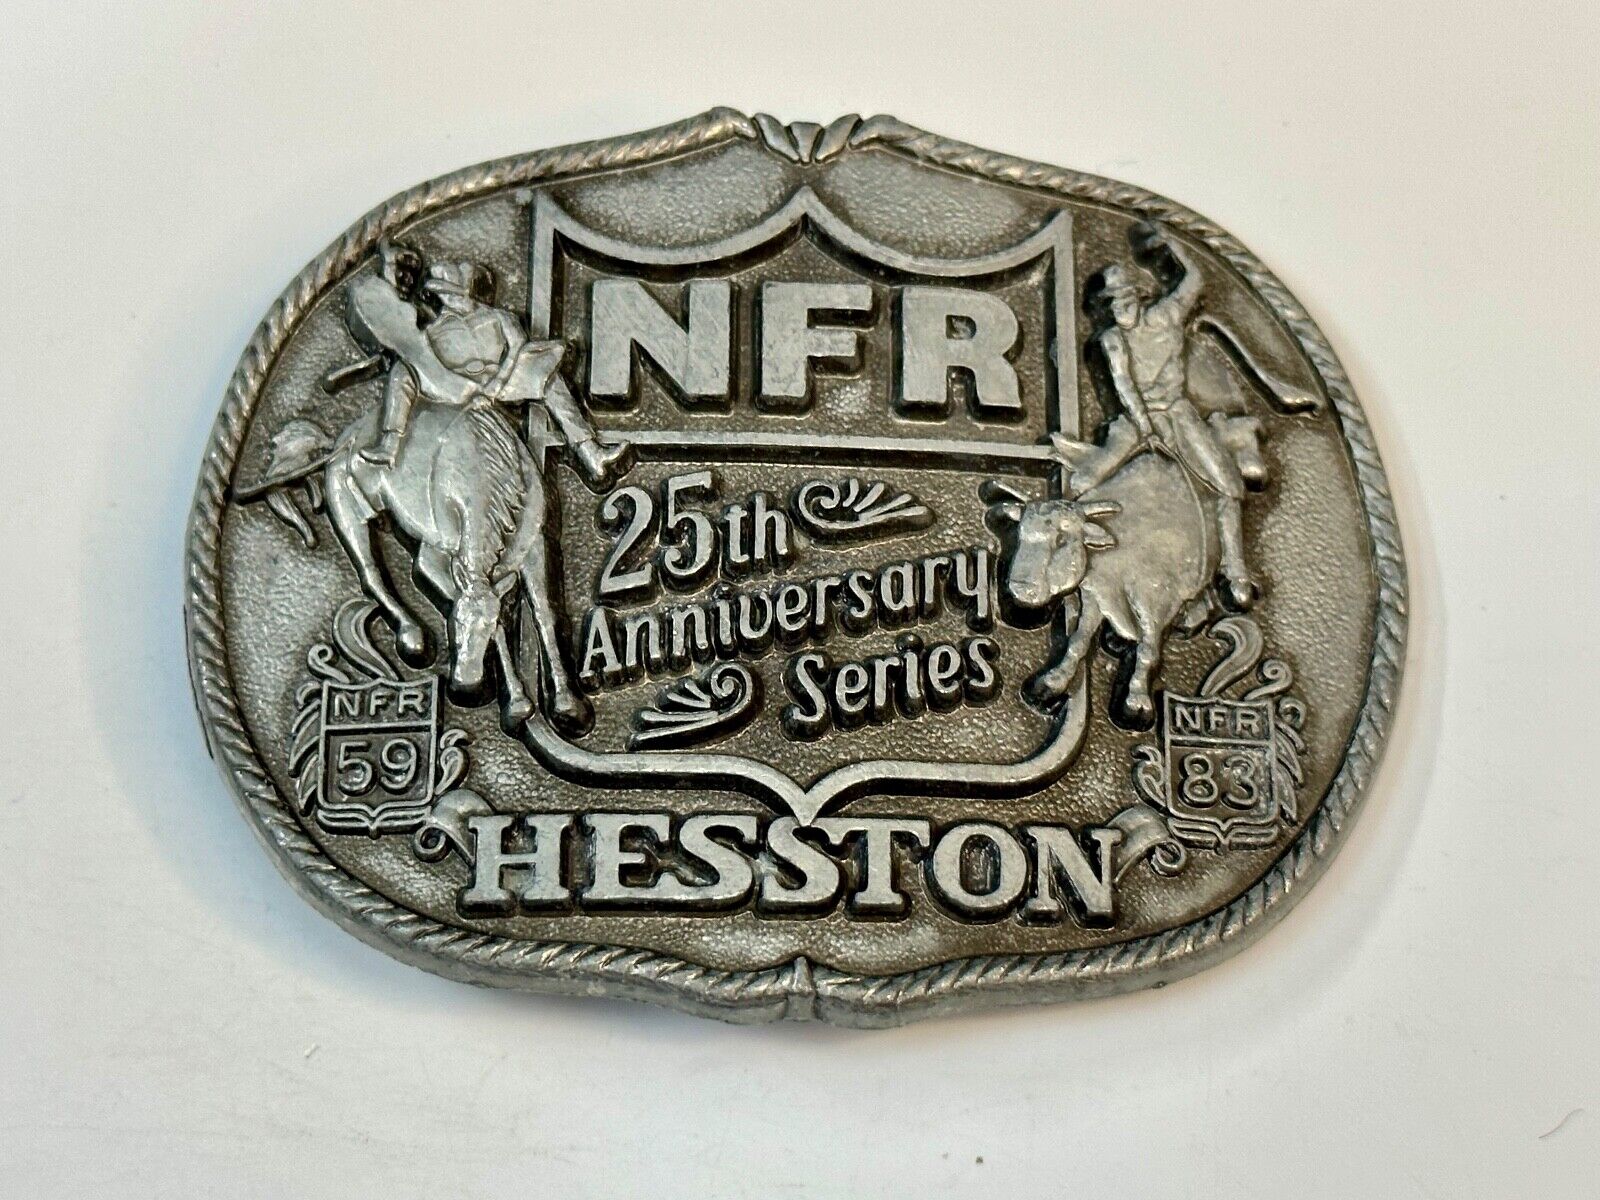 NFR
25th
Anniversary
Series
NFR
59
NFR
83
HESSTON